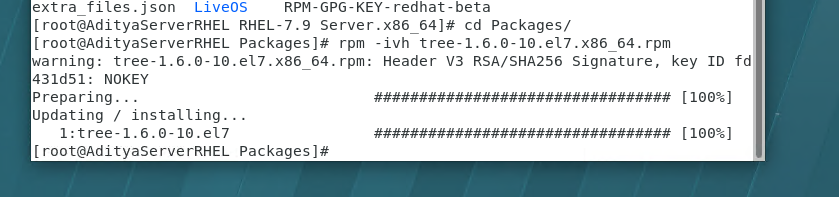 extra_files.json  LiveOS    RPM-GPG-KEY-redhat-beta
[root@AdityaServerRHEL RHEL-7.9 Server.x86_64]# cd Packages/
[root@AdityaServerRHEL Packages]# rpm -ivh tree-1.6.0-10.el7.x86_64.rpm
warning: tree-1.6.0-10.el7.x86_64.rpm: Header V3 RSA/SHA256 Signature, key ID fd
431d51: NOKEY
Preparing...                          ################################# [100%]
Updating / installing...
   1:tree-1.6.0-10.el7                ################################# [100%]
[root@AdityaServerRHEL Packages]#